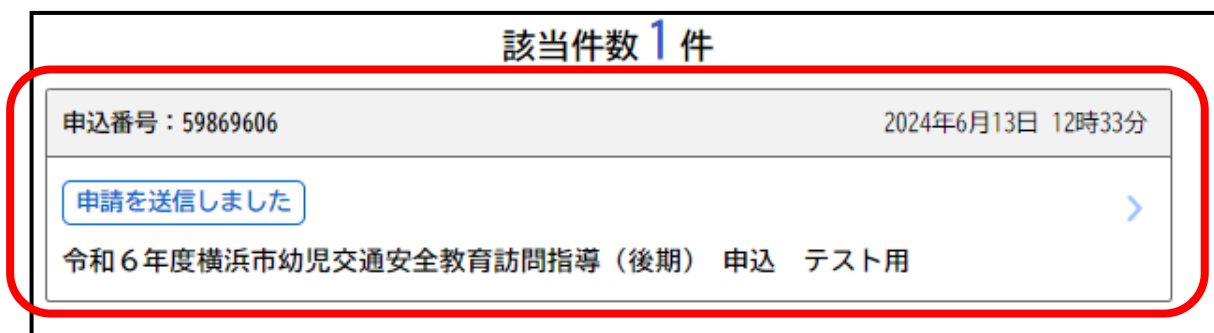 該当件数 1 件
申込番号：59869606
2024年6月13日 12時33分
申請を送信しました
令和６年度横浜市幼児交通安全教育訪問指導（後期）　申込　テスト用